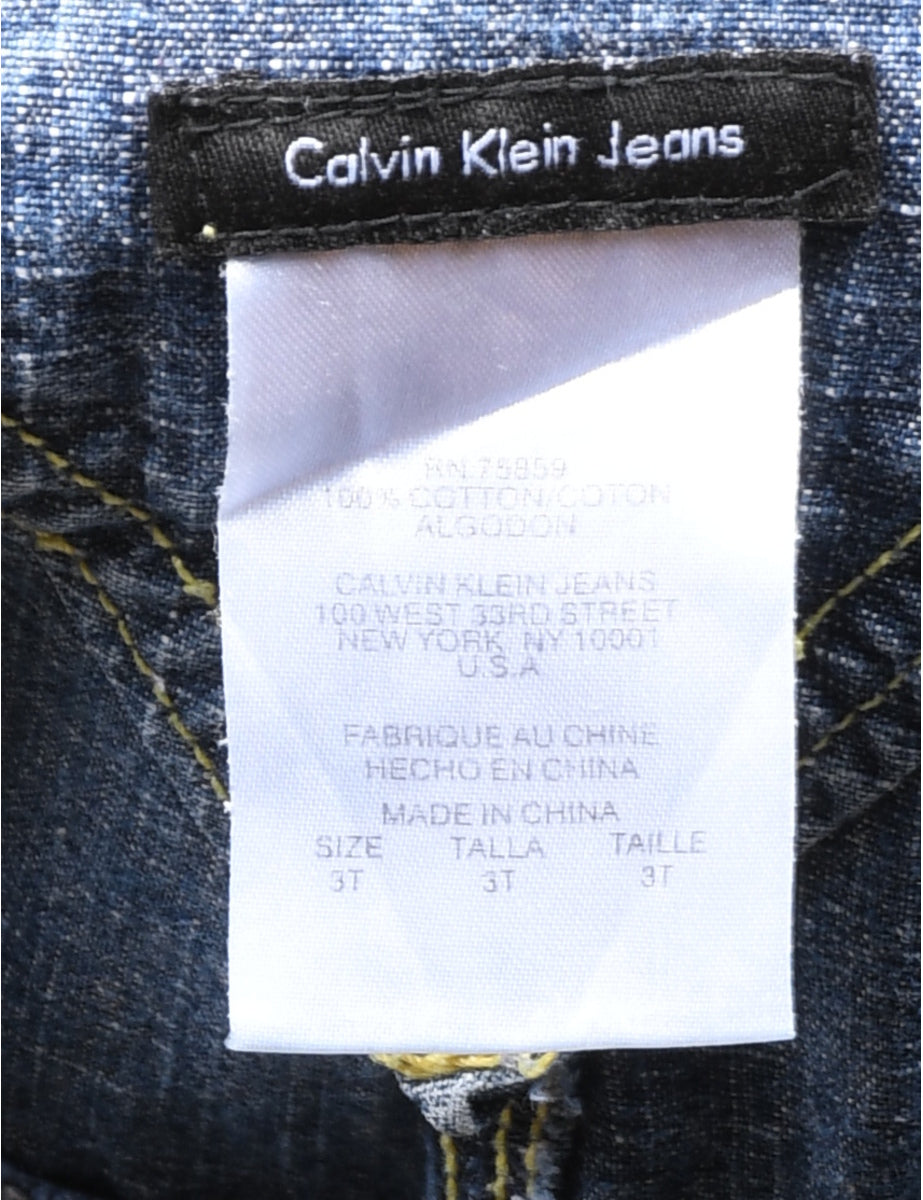 Calvin Klein Jeans
RN 75859
100% COTTON/COTON
ALGODON
CALVIN KLEIN JEANS
100 WEST 33RD STREET
NEW YORK, NY 10001
U.S.A
FABRIQUE AU CHINE
HECHO EN CHINA
MADE IN CHINA
SIZE TALLA TAILLE
3T 3T 3T